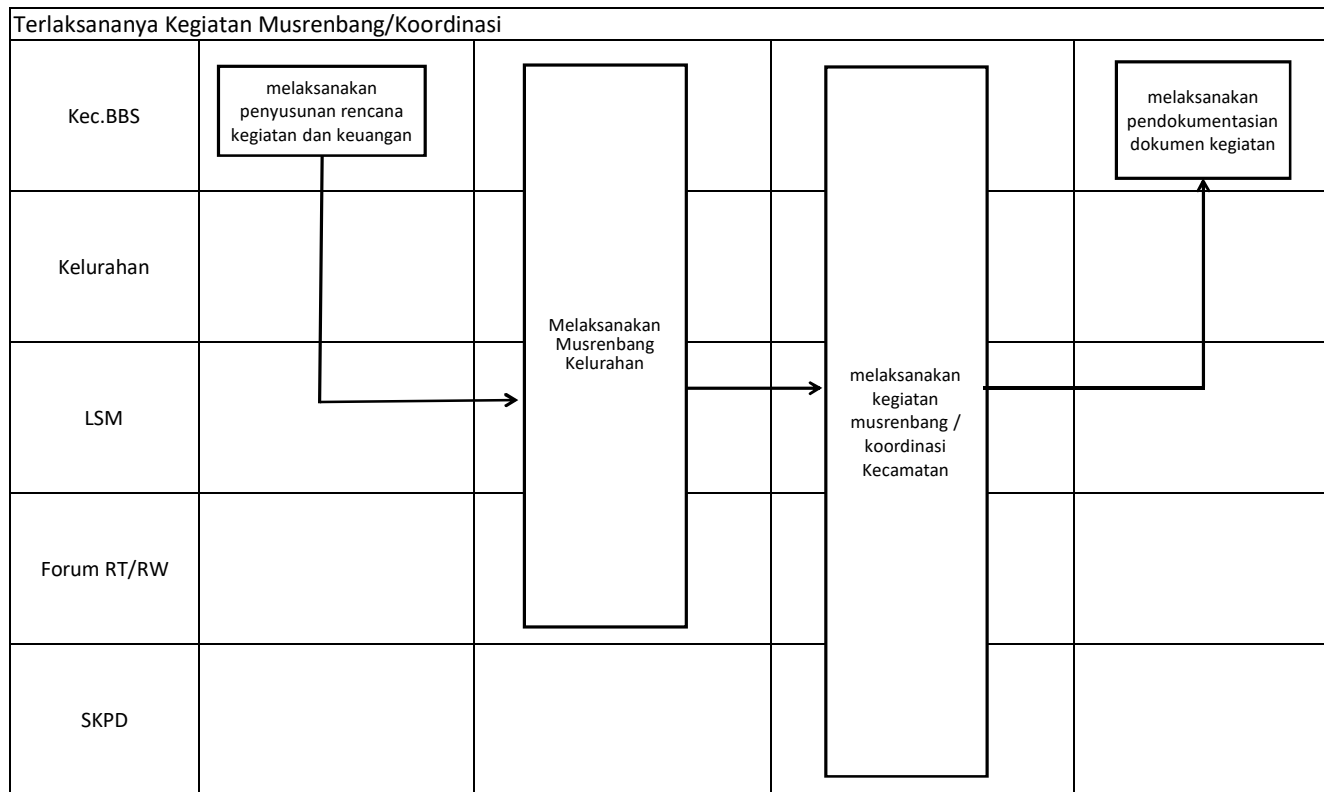 Terlaksananya Kegiatan Musrenbang/Koordinasi
Kec.BBS
melaksanakan
penyusunan rencana
kegiatan dan keuangan
melaksanakan
pendokumentasian
dokumen kegiatan
Kelurahan
Melaksanakan
Musrenbang
Kelurahan
LSM
melaksanakan
kegiatan
musrenbang /
koordinasi
Kecamatan
Forum RT/RW
SKPD